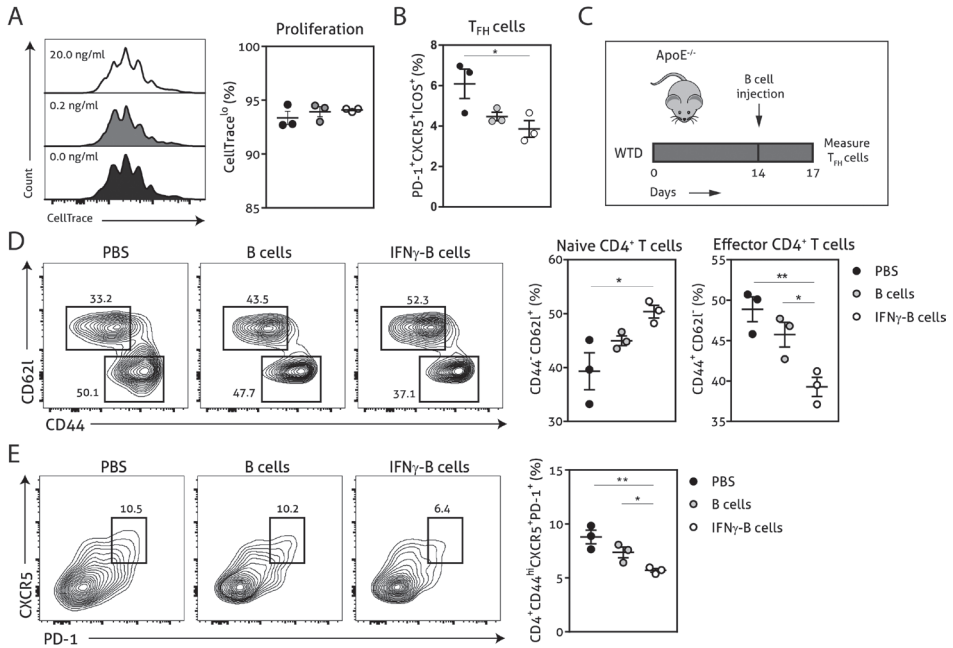 A
20.0 ng/ml
0.2 ng/ml
0.0 ng/ml
Count
CellTrace
Proliferation
CellTraceˡᵒ (%)
100
95
90
85
B
T_FH cells
PD-1⁺CXCR5⁺ICOS⁺ (%)
8
6
4
2
0
*
C
ApoE⁻/⁻
B cell
injection
WTD
Measure
T_FH cells
0
14
17
Days
D
PBS
B cells
IFNγ-B cells
33.2
43.5
52.3
50.1
47.7
37.1
CD62l
CD44
Naive CD4⁺ T cells
CD44⁻CD62l⁺ (%)
60
50
40
30
*
Effector CD4⁺ T cells
CD44⁺CD62l⁻ (%)
55
50
45
40
35
**
*
PBS
B cells
IFNγ-B cells
E
PBS
B cells
IFNγ-B cells
10.5
10.2
6.4
CXCR5
PD-1
CD4⁺CD44ʰⁱCXCR5⁺PD-1⁺ (%)
15
10
5
0
**
*
PBS
B cells
IFNγ-B cells